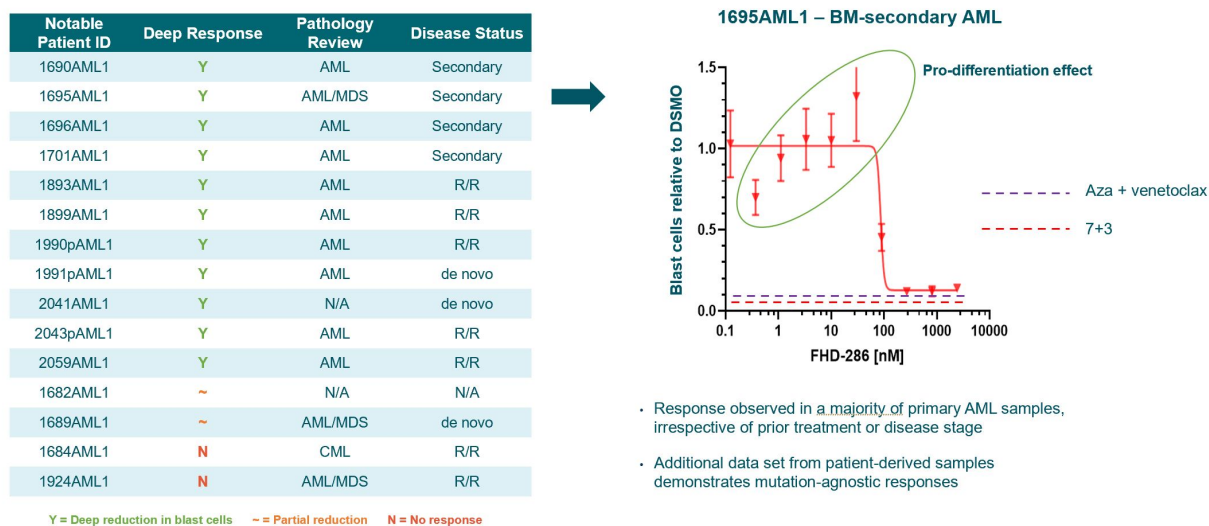 Notable Patient ID | Deep Response | Pathology Review | Disease Status
1690AML1 | Y | AML | Secondary
1695AML1 | Y | AML/MDS | Secondary
1696AML1 | Y | AML | Secondary
1701AML1 | Y | AML | Secondary
1893AML1 | Y | AML | R/R
1899AML1 | Y | AML | R/R
1990pAML1 | Y | AML | R/R
1991pAML1 | Y | AML | de novo
2041AML1 | Y | N/A | de novo
2043pAML1 | Y | AML | R/R
2059AML1 | Y | AML | R/R
1682AML1 | ~ | N/A | N/A
1689AML1 | ~ | AML/MDS | de novo
1684AML1 | N | CML | R/R
1924AML1 | N | AML/MDS | R/R
Y = Deep reduction in blast cells ~ = Partial reduction N = No response
1695AML1 – BM-secondary AML
Pro-differentiation effect
Blast cells relative to DSMO
1.5
1.0
0.5
0.0
0.1 1 10 100 1000 10000
FHD-286 [nM]
Aza + venetoclax
7+3
• Response observed in a majority of primary AML samples,
irrespective of prior treatment or disease stage
• Additional data set from patient-derived samples
demonstrates mutation-agnostic responses